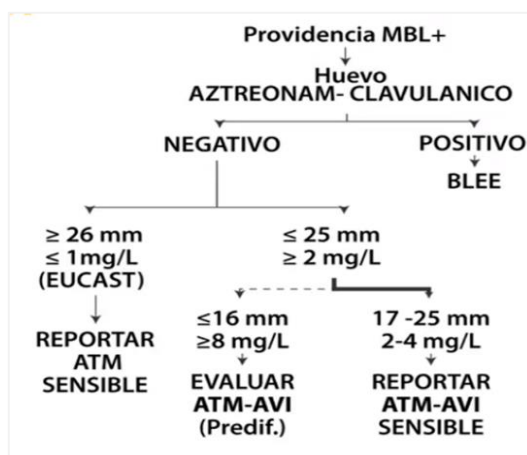 Providencia MBL+
Huevo
AZTREONAM- CLAVULANICO
NEGATIVO
POSITIVO
BLEE
≥ 26 mm
≤ 1mg/L
(EUCAST)
REPORTAR
ATM
SENSIBLE
≤ 25 mm
≥ 2 mg/L
≤16 mm
≥8 mg/L
EVALUAR
ATM-AVI
(Predif.)
17 -25 mm
2-4 mg/L
REPORTAR
ATM-AVI
SENSIBLE